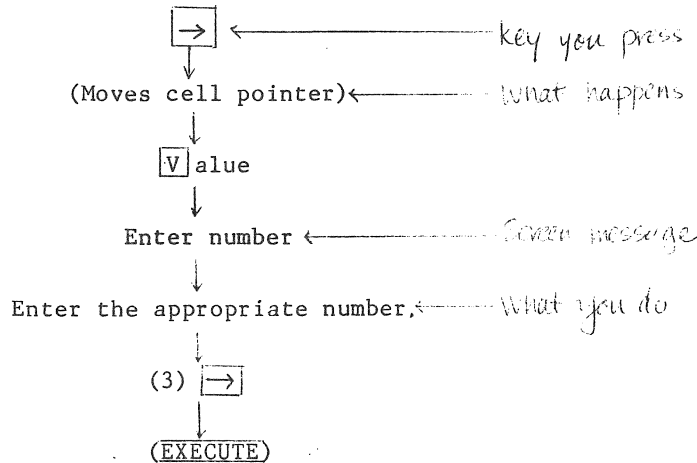 → key you press
(Moves cell pointer) What happens
Value
Enter number Screen message
Enter the appropriate number. What you do
(3) →
(EXECUTE)